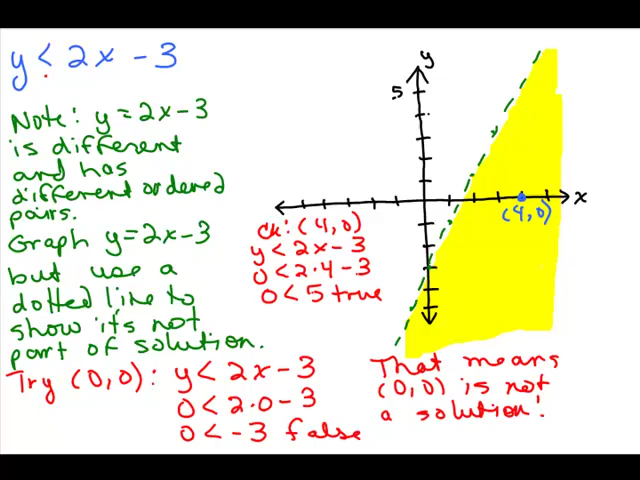 y < 2x - 3
Note: y = 2x - 3
is different
and has
different ordered
pairs.
Graph y = 2x - 3
but use a
dotted line to
show it's not
part of solution.
Try (0,0): y < 2x - 3
0 < 2·0 - 3
0 < -3 false
y
5
x
(4,0)
ck: (4,0)
y < 2x - 3
0 < 2·4 - 3
0 < 5 true
That means
(0,0) is not
a solution!